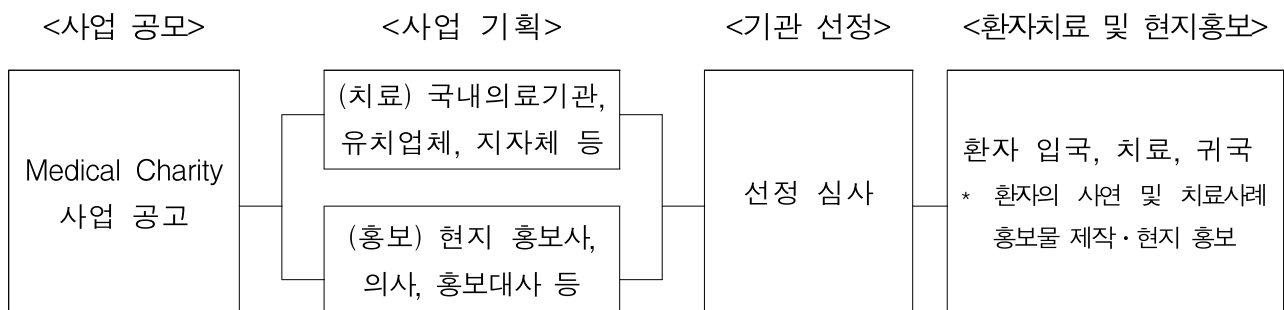 <사업 공모>
<사업 기획>
<기관 선정>
<환자치료 및 현지홍보>
Medical Charity
사업 공고
(치료) 국내의료기관,
유치업체, 지자체 등
(홍보) 현지 홍보사,
의사, 홍보대사 등
선정 심사
환자 입국, 치료, 귀국
* 환자의 사연 및 치료사례
홍보물 제작·현지 홍보